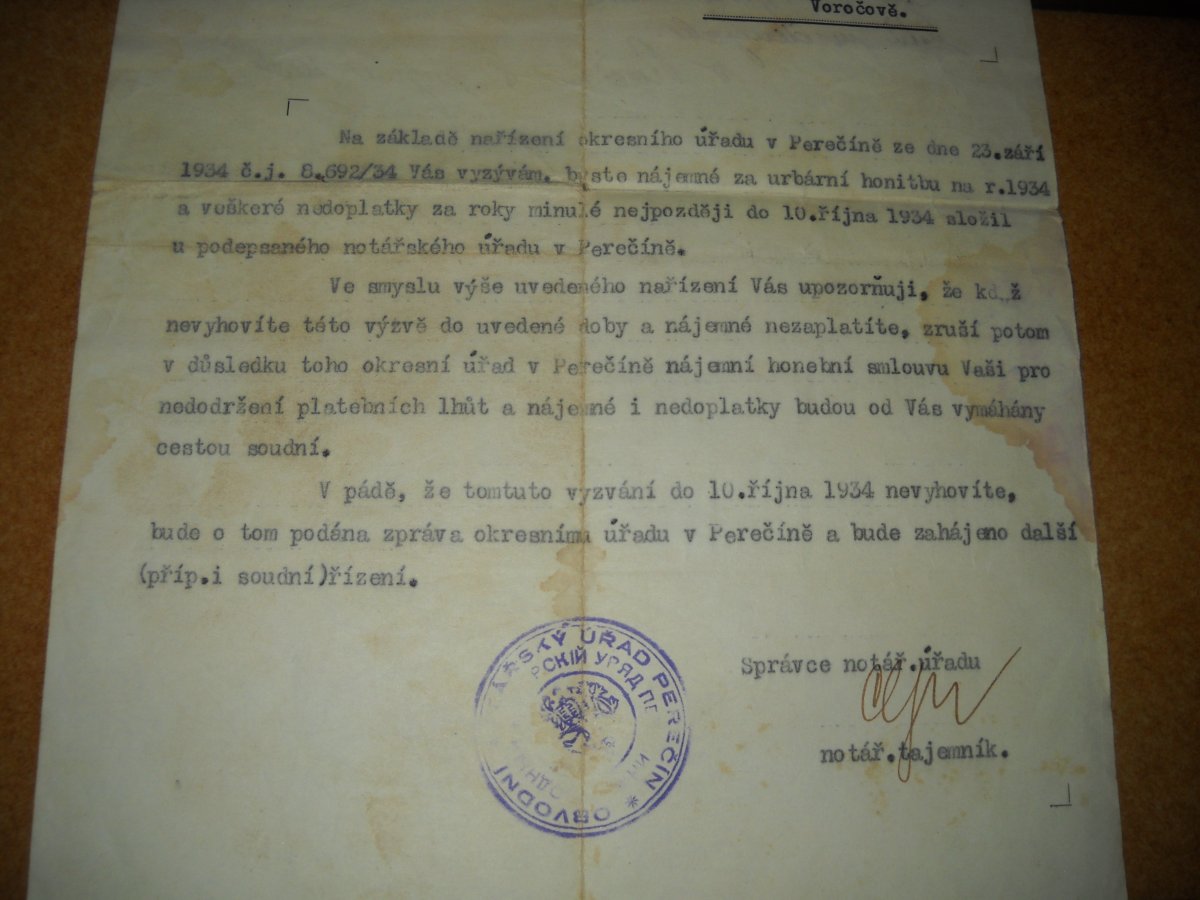 Voročově.
Na základě nařízení okresního úřadu v Perečíně ze dne 23.září
1934 č.j. 8.692/34 Vás vyzývám, byste nájemné za urbární honitbu na r.1934
a veškeré nedoplatky za roky minulé nejpozději do 10.října 1934 složil
u podepsaného notářského úřadu v Perečíně.
Ve smyslu výše uvedeného nařízení Vás upozorňuji, že když
nevyhovíte této výzvě do uvedené doby a nájemné nezaplatíte, zruší potom
v důsledku toho okresní úřad v Perečíně nájemní honební smlouvu Vaši pro
nedodržení platebních lhůt a nájemné i nedoplatky budou od Vás vymáhány
cestou soudní.
V pádě, že tomtuto vyzvání do 10.října 1934 nevyhovíte,
bude o tom podána zpráva okresnímu úřadu v Perečíně a bude zahájeno další
(příp.i soudní)řízení.
OBVODNÍ ÚŘAD PEREČÍN *
УРЯД
Správce notář.úřadu
notář.tajemník.